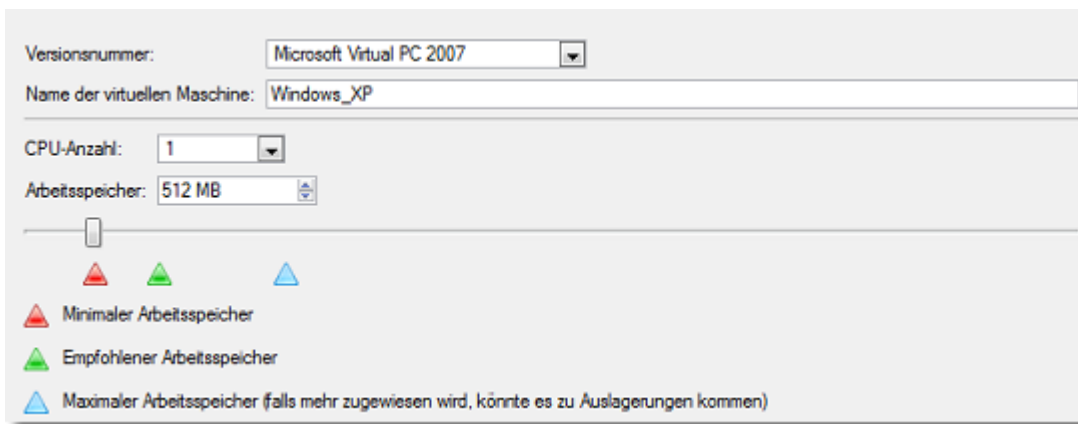 Versionsnummer: Microsoft Virtual PC 2007
Name der virtuellen Maschine: Windows_XP
CPU-Anzahl: 1
Arbeitsspeicher: 512 MB
Minimaler Arbeitsspeicher
Empfohlener Arbeitsspeicher
Maximaler Arbeitsspeicher (falls mehr zugewiesen wird, könnte es zu Auslagerungen kommen)